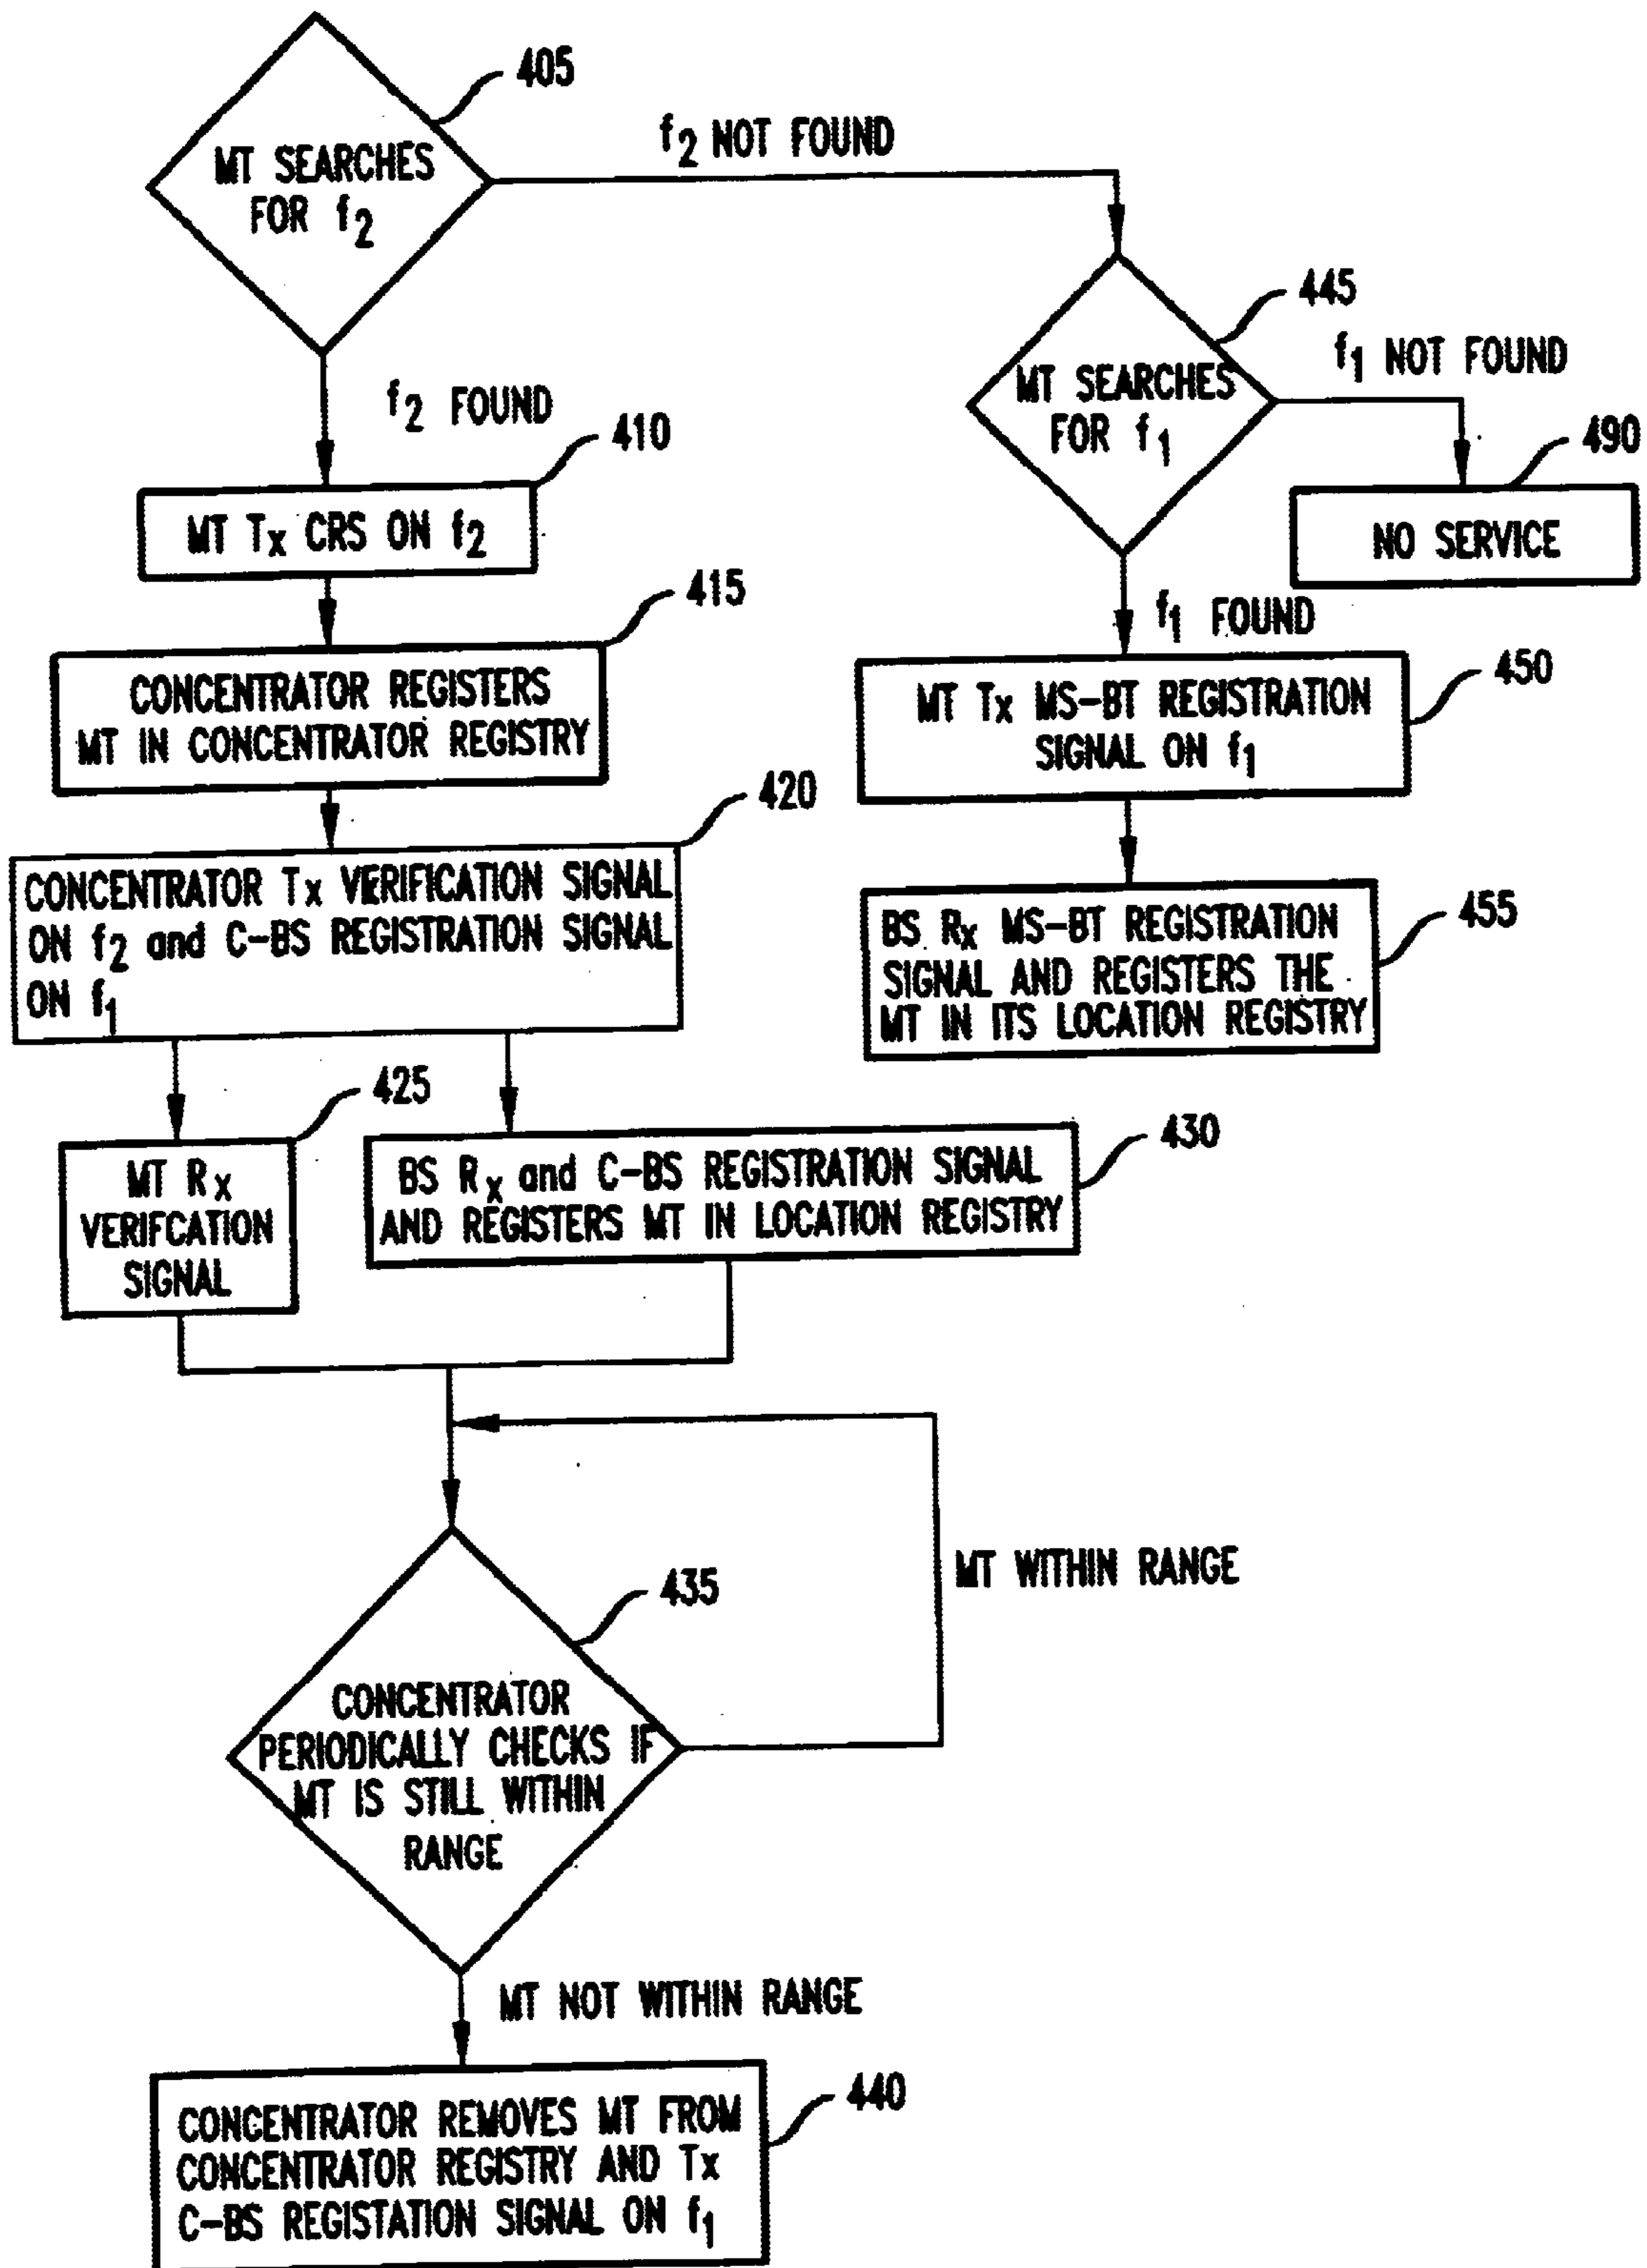 405
MT SEARCHES
FOR f2
f2 NOT FOUND
f2 FOUND
445
MT SEARCHES
FOR f1
f1 NOT FOUND
490
NO SERVICE
410
MT Tx CRS ON f2
415
CONCENTRATOR REGISTERS
MT IN CONCENTRATOR REGISTRY
f1 FOUND
450
MT Tx MS-BT REGISTRATION
SIGNAL ON f1
420
CONCENTRATOR Tx VERIFICATION SIGNAL
ON f2 and C-BS REGISTRATION SIGNAL
ON f1
455
BS Rx MS-BT REGISTRATION
SIGNAL AND REGISTERS THE
MT IN ITS LOCATION REGISTRY
425
MT Rx
VERIFCATION
SIGNAL
430
BS Rx and C-BS REGISTRATION SIGNAL
AND REGISTERS MT IN LOCATION REGISTRY
435
CONCENTRATOR
PERIODICALLY CHECKS IF
MT IS STILL WITHIN
RANGE
MT WITHIN RANGE
MT NOT WITHIN RANGE
440
CONCENTRATOR REMOVES MT FROM
CONCENTRATOR REGISTRY AND Tx
C-BS REGISTATION SIGNAL ON f1